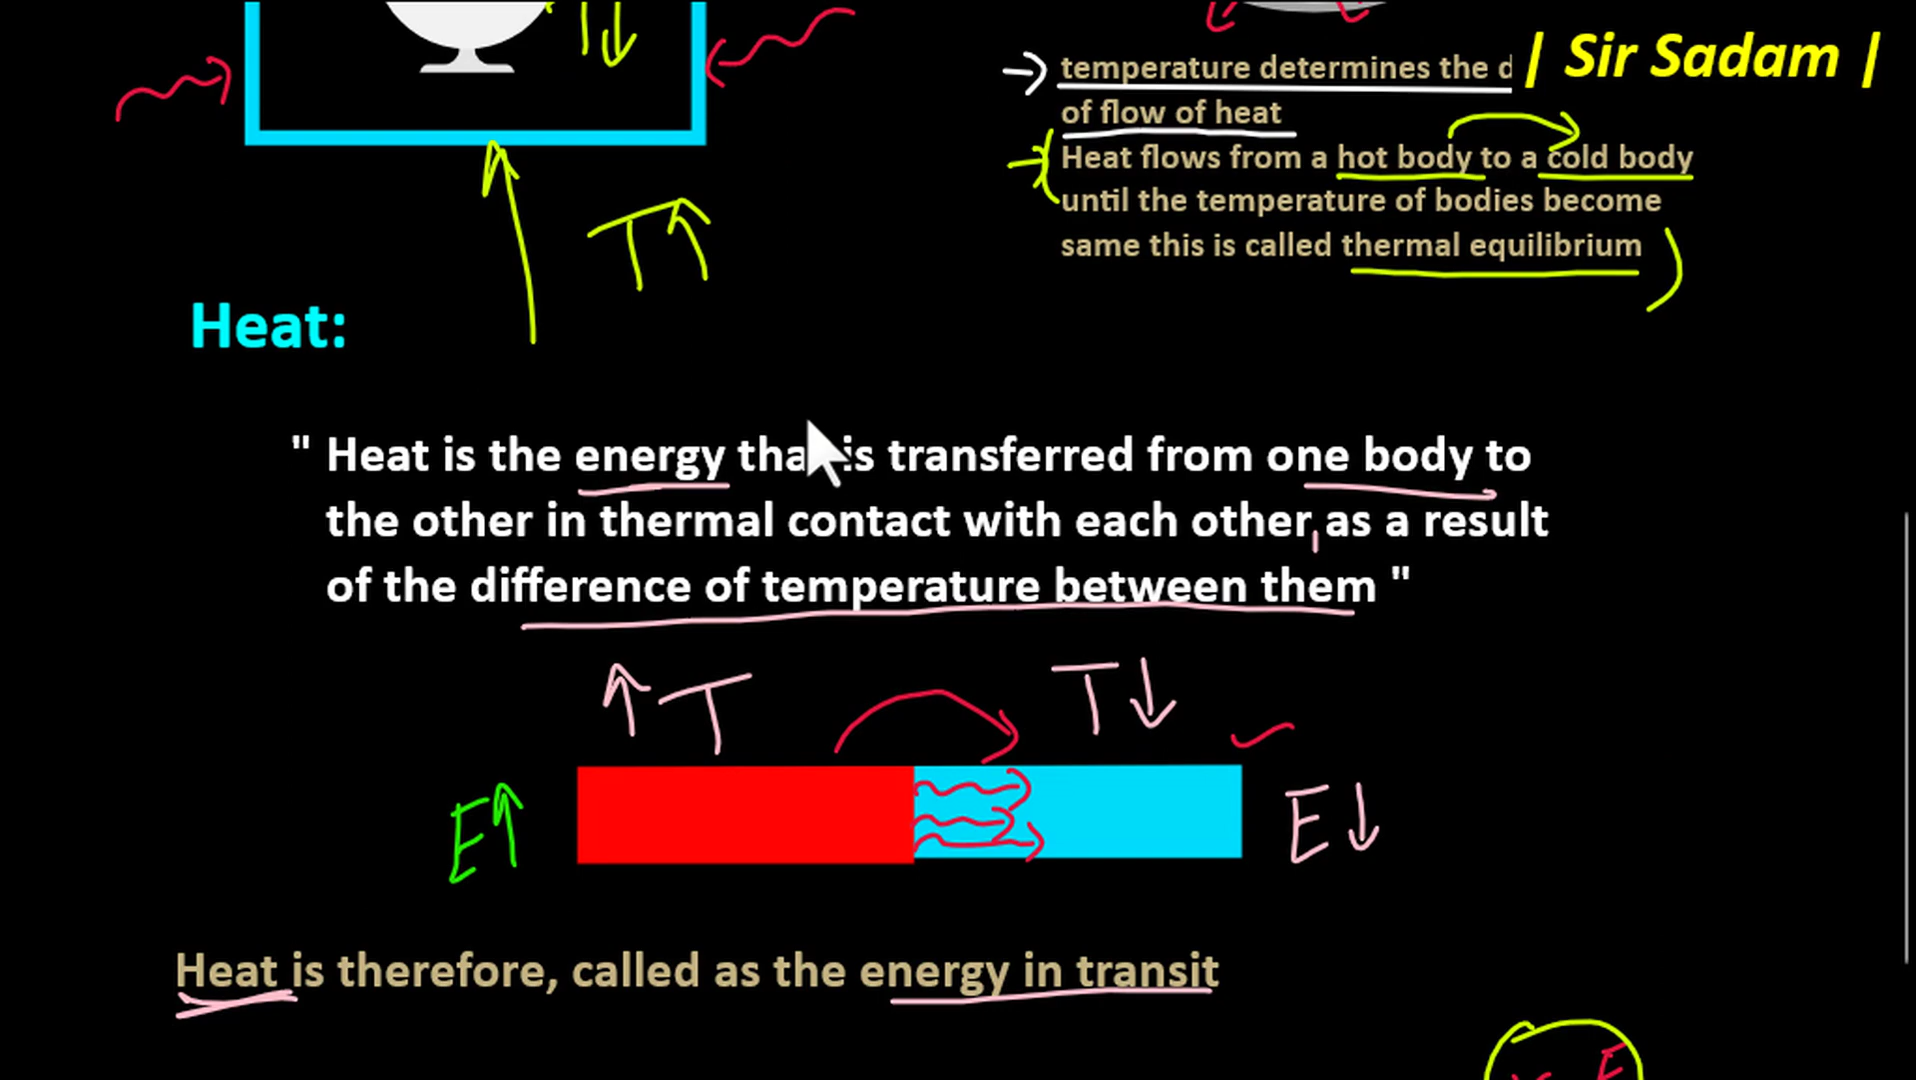 T↓
temperature determines the d
| Sir Sadam |
of flow of heat
Heat flows from a hot body to a cold body
until the temperature of bodies become
same this is called thermal equilibrium
T↑
Heat:
" Heat is the energy tha is transferred from one body to
the other in thermal contact with each other as a result
of the difference of temperature between them "
↑T
T↓
E↑
E↓
Heat is therefore, called as the energy in transit
E